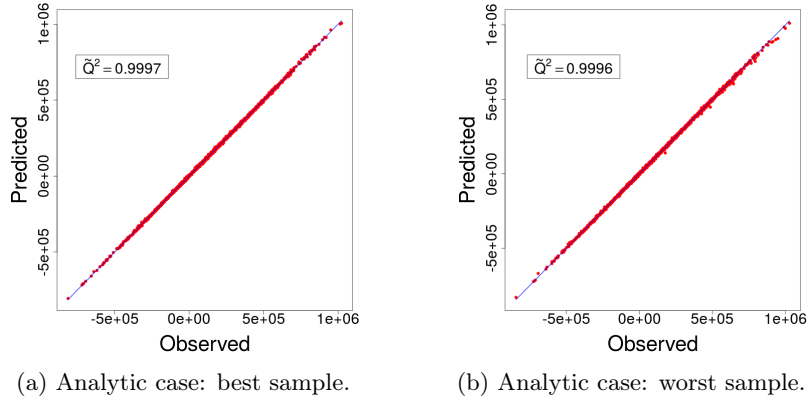 Q̃² = 0.9997
Predicted
1e+06
5e+05
0e+00
-5e+05
-5e+05 0e+00 5e+05 1e+06
Observed
(a) Analytic case: best sample.
Q̃² = 0.9996
Predicted
1e+06
5e+05
0e+00
-5e+05
-5e+05 0e+00 5e+05 1e+06
Observed
(b) Analytic case: worst sample.